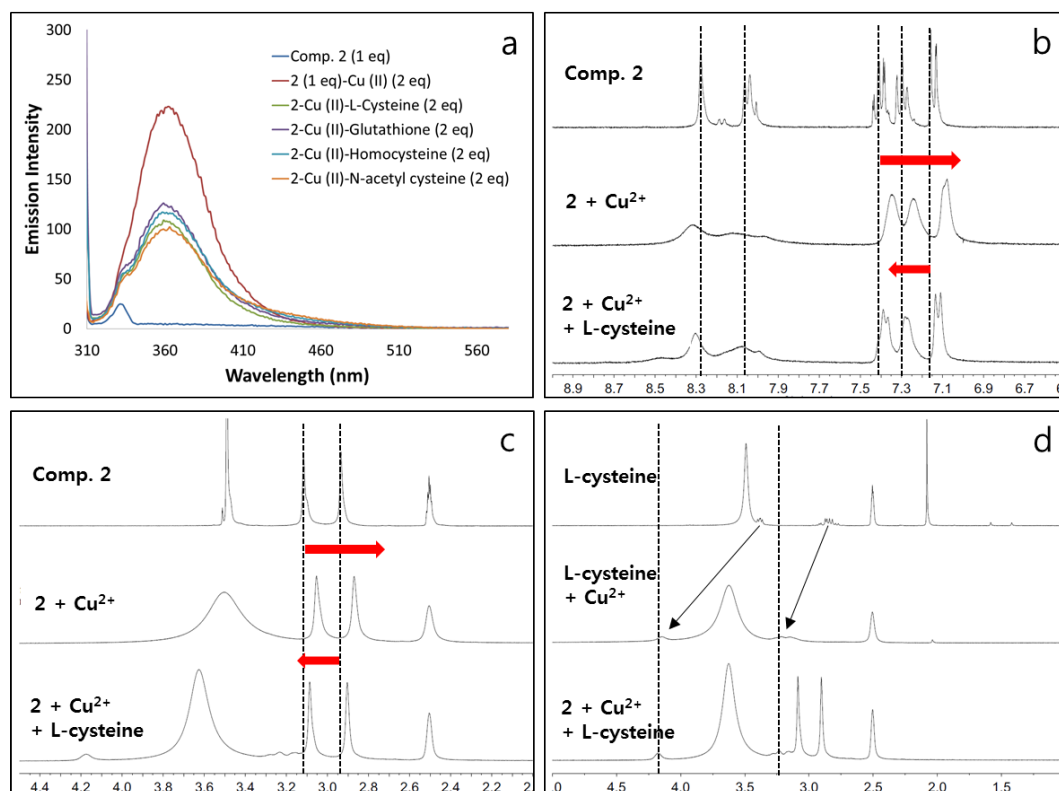 a
300
250
200
150
100
50
0
Emission Intensity
Comp. 2 (1 eq)
2 (1 eq)-Cu (II) (2 eq)
2-Cu (II)-L-Cysteine (2 eq)
2-Cu (II)-Glutathione (2 eq)
2-Cu (II)-Homocysteine (2 eq)
2-Cu (II)-N-acetyl cysteine (2 eq)
310 360 410 460 510 560
Wavelength (nm)
b
Comp. 2
2 + Cu²⁺
2 + Cu²⁺
+ L-cysteine
8.9 8.7 8.5 8.3 8.1 7.9 7.7 7.5 7.3 7.1 6.9 6.7
c
Comp. 2
2 + Cu²⁺
2 + Cu²⁺
+ L-cysteine
4.4 4.2 4.0 3.8 3.6 3.4 3.2 3.0 2.8 2.6 2.4 2.2
d
L-cysteine
L-cysteine
+ Cu²⁺
2 + Cu²⁺
+ L-cysteine
4.5 4.0 3.5 3.0 2.5 2.0 1.5